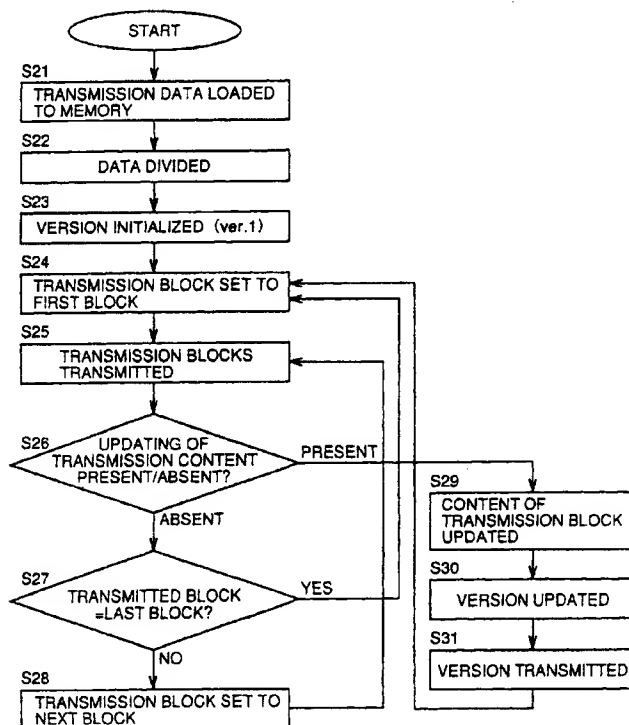 START
S21
TRANSMISSION DATA LOADED
TO MEMORY
S22
DATA DIVIDED
S23
VERSION INITIALIZED (ver.1)
S24
TRANSMISSION BLOCK SET TO
FIRST BLOCK
S25
TRANSMISSION BLOCKS
TRANSMITTED
S26
UPDATING OF
TRANSMISSION CONTENT
PRESENT/ABSENT?
PRESENT
ABSENT
S27
TRANSMITTED BLOCK
=LAST BLOCK?
YES
NO
S28
TRANSMISSION BLOCK SET TO
NEXT BLOCK
S29
CONTENT OF
TRANSMISSION BLOCK
UPDATED
S30
VERSION UPDATED
S31
VERSION TRANSMITTED